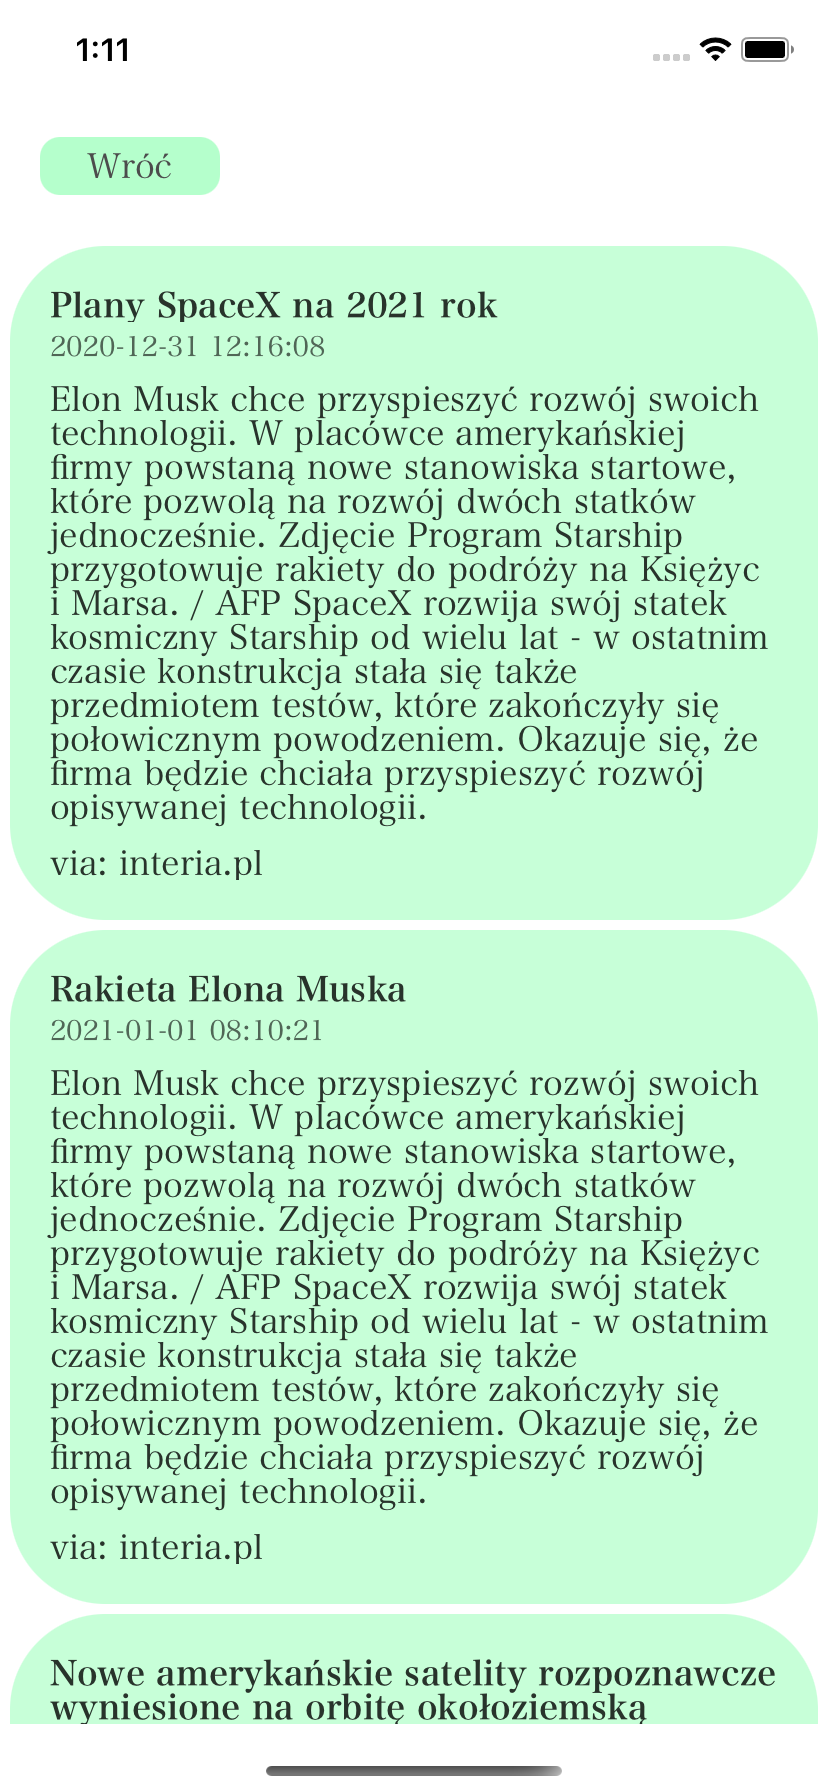 1:11
Wróć
Plany SpaceX na 2021 rok
2020-12-31 12:16:08
Elon Musk chce przyspieszyć rozwój swoich
technologii. W placówce amerykańskiej
firmy powstaną nowe stanowiska startowe,
które pozwolą na rozwój dwóch statków
jednocześnie. Zdjęcie Program Starship
przygotowuje rakiety do podróży na Księżyc
i Marsa. / AFP SpaceX rozwija swój statek
kosmiczny Starship od wielu lat - w ostatnim
czasie konstrukcja stała się także
przedmiotem testów, które zakończyły się
połowicznym powodzeniem. Okazuje się, że
firma będzie chciała przyspieszyć rozwój
opisywanej technologii.
via: interia.pl
Rakieta Elona Muska
2021-01-01 08:10:21
Elon Musk chce przyspieszyć rozwój swoich
technologii. W placówce amerykańskiej
firmy powstaną nowe stanowiska startowe,
które pozwolą na rozwój dwóch statków
jednocześnie. Zdjęcie Program Starship
przygotowuje rakiety do podróży na Księżyc
i Marsa. / AFP SpaceX rozwija swój statek
kosmiczny Starship od wielu lat - w ostatnim
czasie konstrukcja stała się także
przedmiotem testów, które zakończyły się
połowicznym powodzeniem. Okazuje się, że
firma będzie chciała przyspieszyć rozwój
opisywanej technologii.
via: interia.pl
Nowe amerykańskie satelity rozpoznawcze
wyniesione na orbitę okołoziemską